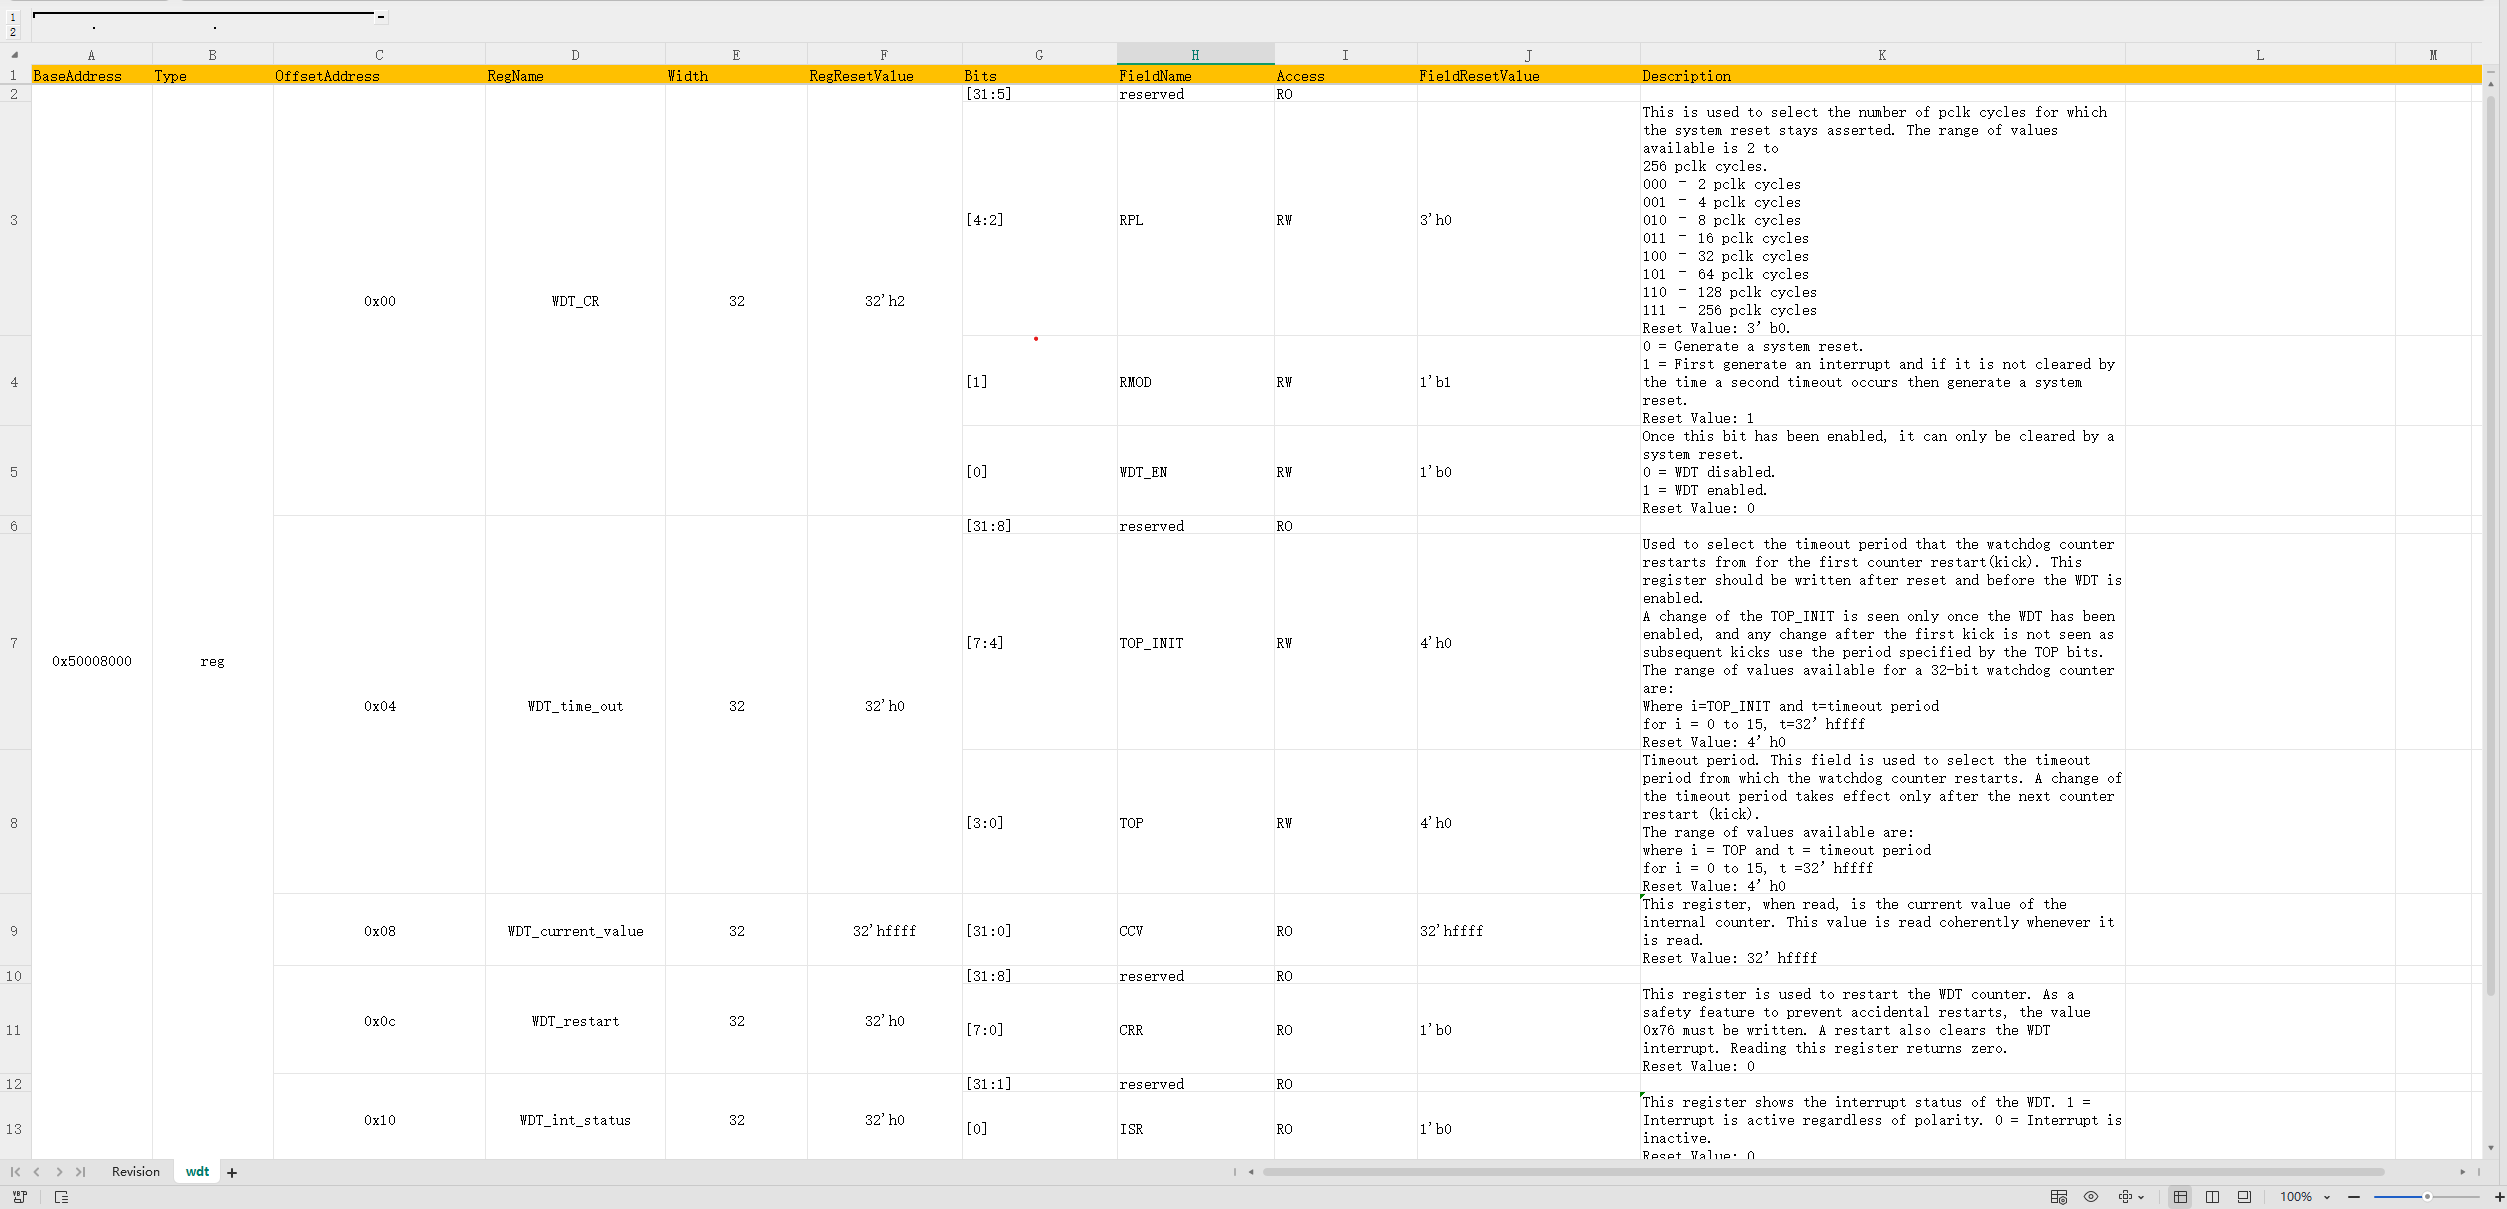 1
2
A B C D E F G H I J K L M
1 BaseAddress Type OffsetAddress RegName Width RegResetValue Bits FieldName Access FieldResetValue Description
2 [31:5] reserved RO
This is used to select the number of pclk cycles for which
the system reset stays asserted. The range of values
available is 2 to
256 pclk cycles.
000 - 2 pclk cycles
001 - 4 pclk cycles
3 [4:2] RPL RW 3'h0 010 - 8 pclk cycles
011 - 16 pclk cycles
100 - 32 pclk cycles
101 - 64 pclk cycles
110 - 128 pclk cycles
0x00 WDT_CR 32 32'h2
111 - 256 pclk cycles
Reset Value: 3' b0.
0 = Generate a system reset.
1 = First generate an interrupt and if it is not cleared by
4 [1] RMOD RW 1'b1 the time a second timeout occurs then generate a system
reset.
Reset Value: 1
Once this bit has been enabled, it can only be cleared by a
system reset.
5 [0] WDT_EN RW 1'b0 0 = WDT disabled.
1 = WDT enabled.
Reset Value: 0
6 [31:8] reserved RO
Used to select the timeout period that the watchdog counter
restarts from for the first counter restart(kick). This
register should be written after reset and before the WDT is
enabled.
A change of the TOP_INIT is seen only once the WDT has been
enabled, and any change after the first kick is not seen as
7 [7:4] TOP_INIT RW 4'h0
subsequent kicks use the period specified by the TOP bits.
0x50008000 reg
The range of values available for a 32-bit watchdog counter
are:
0x04 WDT_time_out 32 32'h0 Where i=TOP_INIT and t=timeout period
for i = 0 to 15, t=32' hffff
Reset Value: 4' h0
Timeout period. This field is used to select the timeout
period from which the watchdog counter restarts. A change of
the timeout period takes effect only after the next counter
restart (kick).
8 [3:0] TOP RW 4'h0
The range of values available are:
where i = TOP and t = timeout period
for i = 0 to 15, t =32' hffff
Reset Value: 4' h0
This register, when read, is the current value of the
internal counter. This value is read coherently whenever it
9 0x08 WDT_current_value 32 32'hffff [31:0] CCV RO 32'hffff
is read.
Reset Value: 32' hffff
10 [31:8] reserved RO
This register is used to restart the WDT counter. As a
safety feature to prevent accidental restarts, the value
0x0c WDT_restart 32 32'h0
11 [7:0] CRR RO 1'b0 0x76 must be written. A restart also clears the WDT
interrupt. Reading this register returns zero.
Reset Value: 0
12 [31:1] reserved RO
This register shows the interrupt status of the WDT. 1 =
0x10 WDT_int_status 32 32'h0 Interrupt is active regardless of polarity. 0 = Interrupt is
13 [0] ISR RO 1'b0
inactive.
Reset Value: 0
Revision wdt +
100%